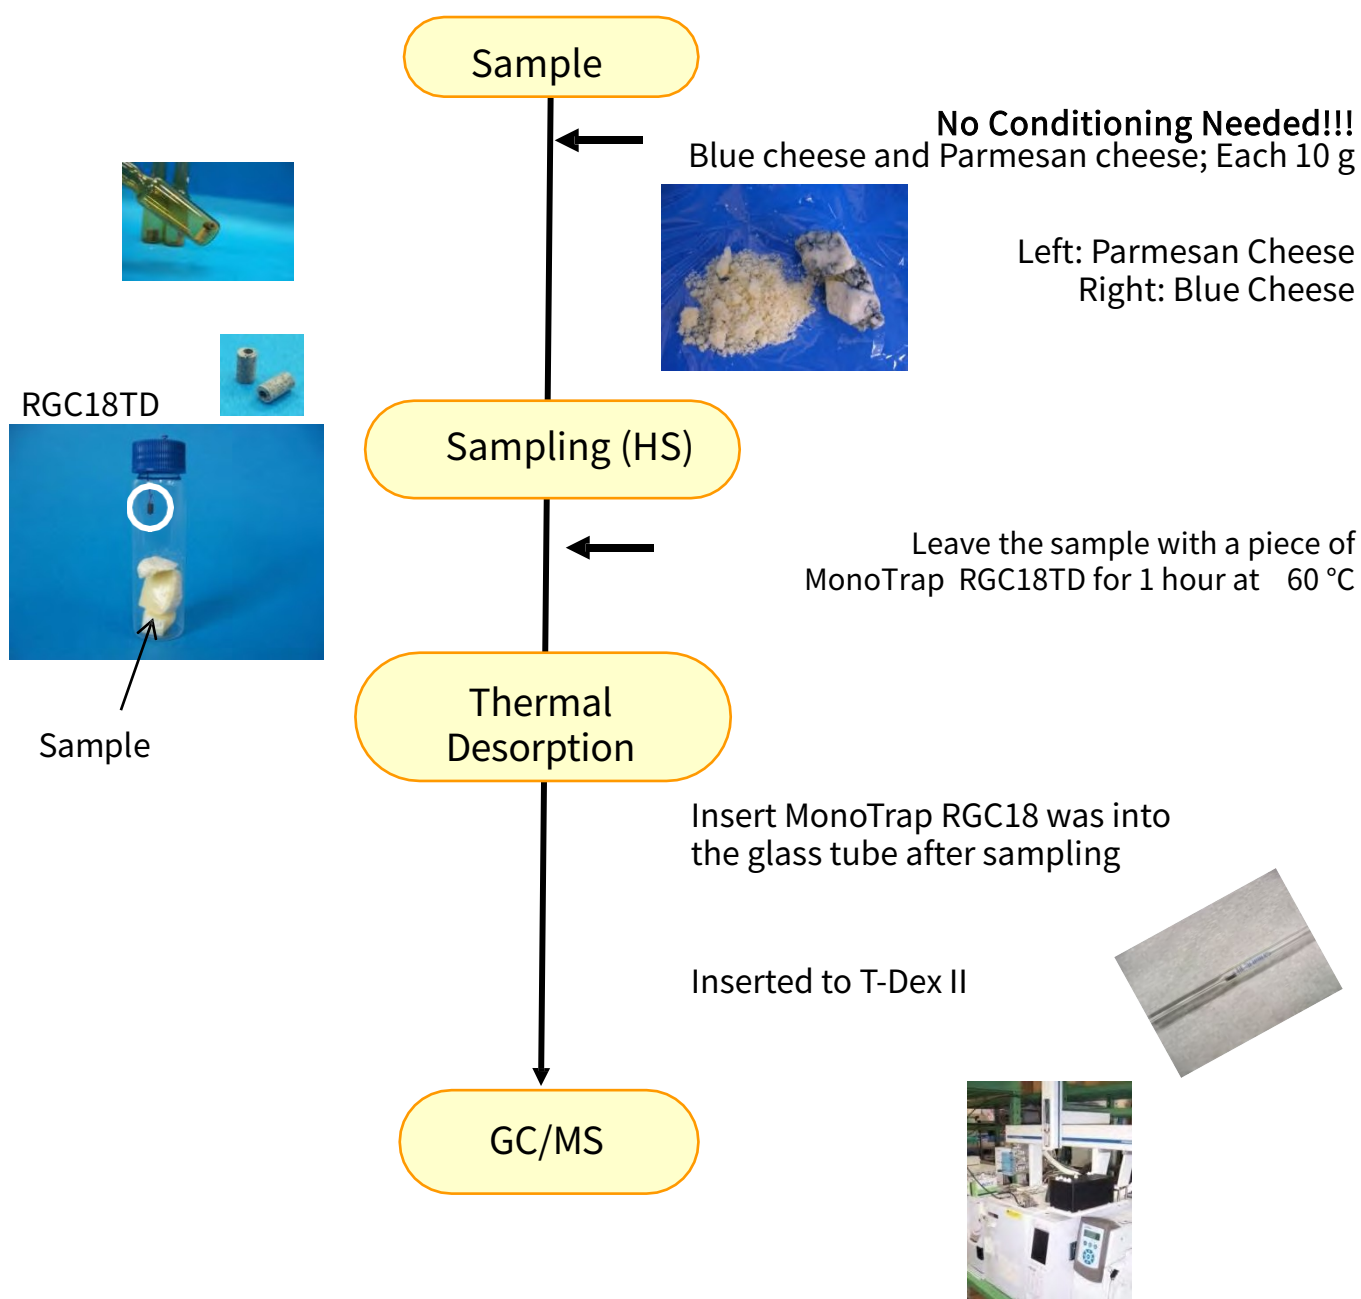 Sample
No Conditioning Needed!!!
Blue cheese and Parmesan cheese; Each 10 g
Left: Parmesan Cheese
Right: Blue Cheese
RGC18TD
Sampling (HS)
Leave the sample with a piece of
MonoTrap RGC18TD for 1 hour at 60 °C
Sample
Thermal
Desorption
Insert MonoTrap RGC18 was into
the glass tube after sampling
Inserted to T-Dex II
GC/MS